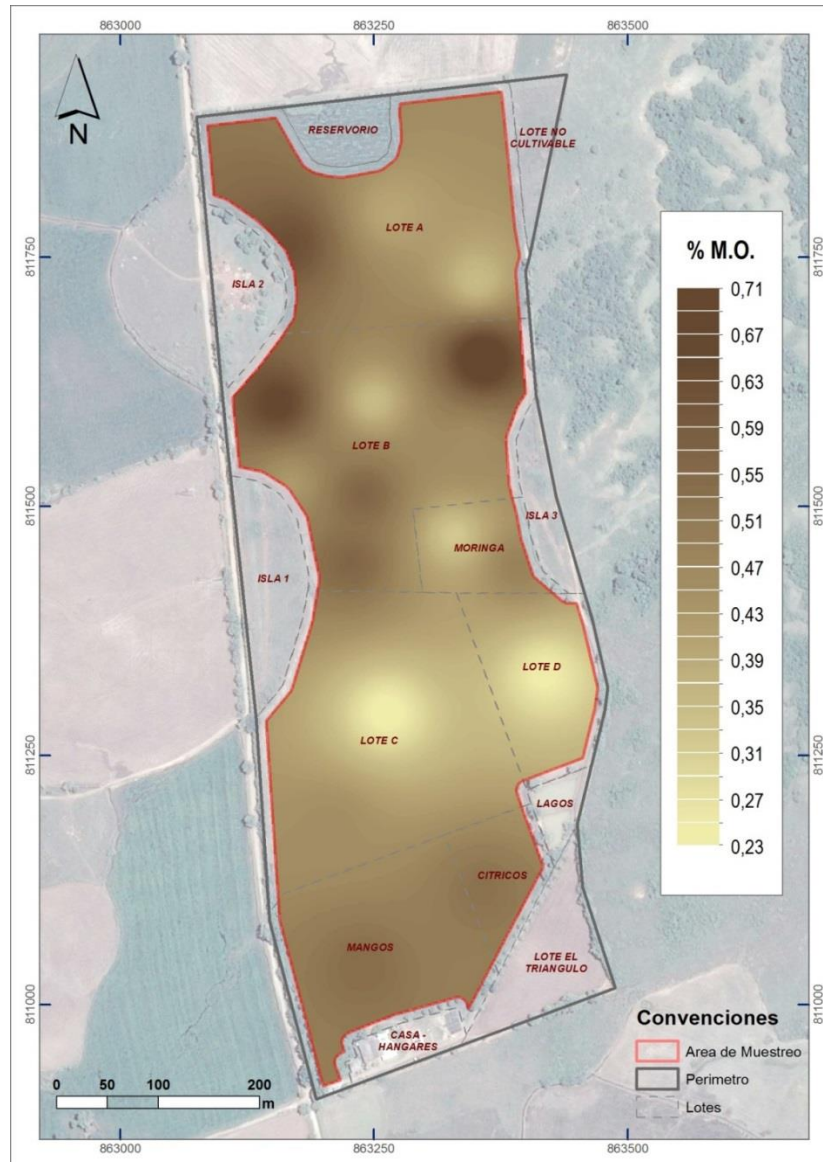 863000
863250
863500
N
RESERVORIO
LOTE NO
CULTIVABLE
LOTE A
811750
811750
ISLA 2
% M.O.
0,71
0,67
0,63
0,59
0,55
0,51
0,47
0,43
0,39
0,35
0,31
0,27
0,23
LOTE B
811500
811500
ISLA 3
MORINGA
ISLA 1
LOTE D
LOTE C
811250
811250
LAGOS
CITRICOS
MANGOS
LOTE EL
TRIANGULO
811000
811000
CASA -
HANGARES
Convenciones
Area de Muestreo
Perimetro
Lotes
0 50 100 200
m
863000
863250
863500